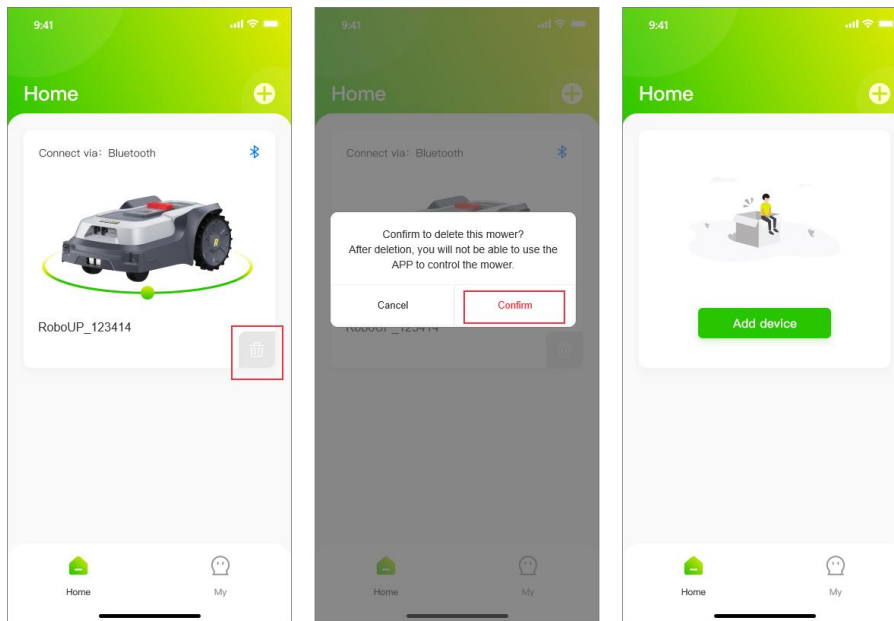 9:41
Home
Connect via: Bluetooth
RoboUP_123414
Home
My
9:41
Home
Connect via: Bluetooth
Confirm to delete this mower?
After deletion, you will not be able to use the
APP to control the mower.
Cancel
Confirm
RoboUP_123414
Home
My
9:41
Home
Add device
Home
My